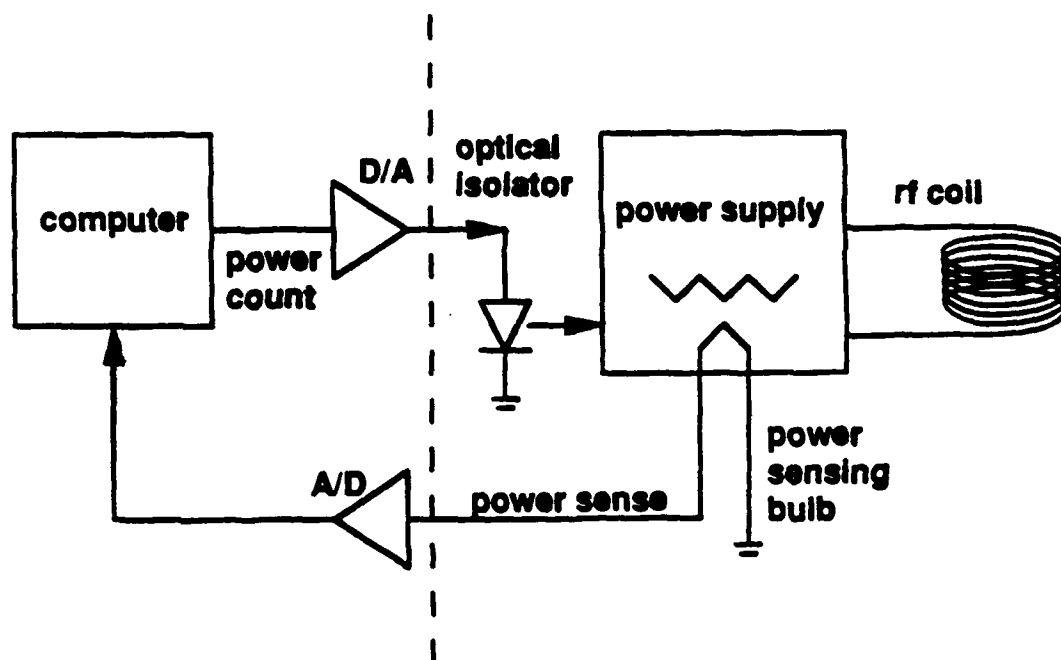 computer
power
count
D/A
optical
isolator
power supply
rf coil
A/D
power sense
power
sensing
bulb